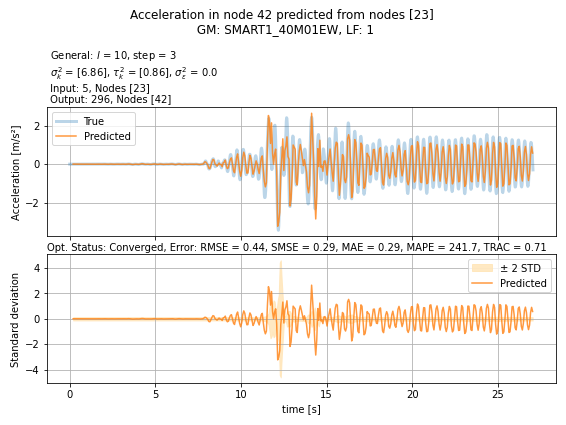 Acceleration in node 42 predicted from nodes [23]
GM: SMART1_40M01EW, LF: 1
General: l = 10, step = 3
σ²ₖ = [6.86], τ²ₖ = [0.86], σ²ε = 0.0
Input: 5, Nodes [23]
Output: 296, Nodes [42]
True
Predicted
Acceleration [m/s²]
2
0
−2
Opt. Status: Converged, Error: RMSE = 0.44, SMSE = 0.29, MAE = 0.29, MAPE = 241.7, TRAC = 0.71
± 2 STD
Predicted
Standard deviation
4
2
0
−2
−4
0 5 10 15 20 25
time [s]